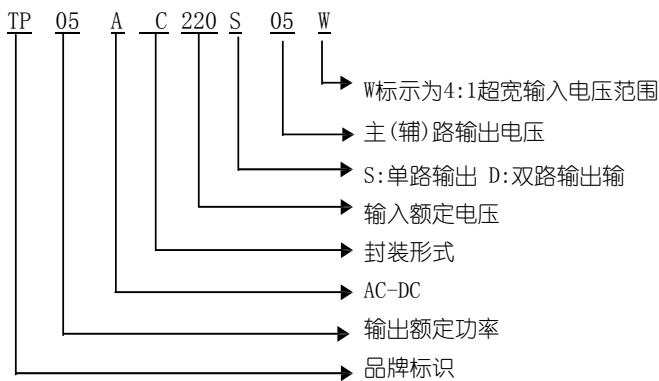 TP 05 A C 220 S 05 W
W标示为4:1超宽输入电压范围
主(辅)路输出电压
S:单路输出 D:双路输出输
输入额定电压
封装形式
AC-DC
输出额定功率
品牌标识